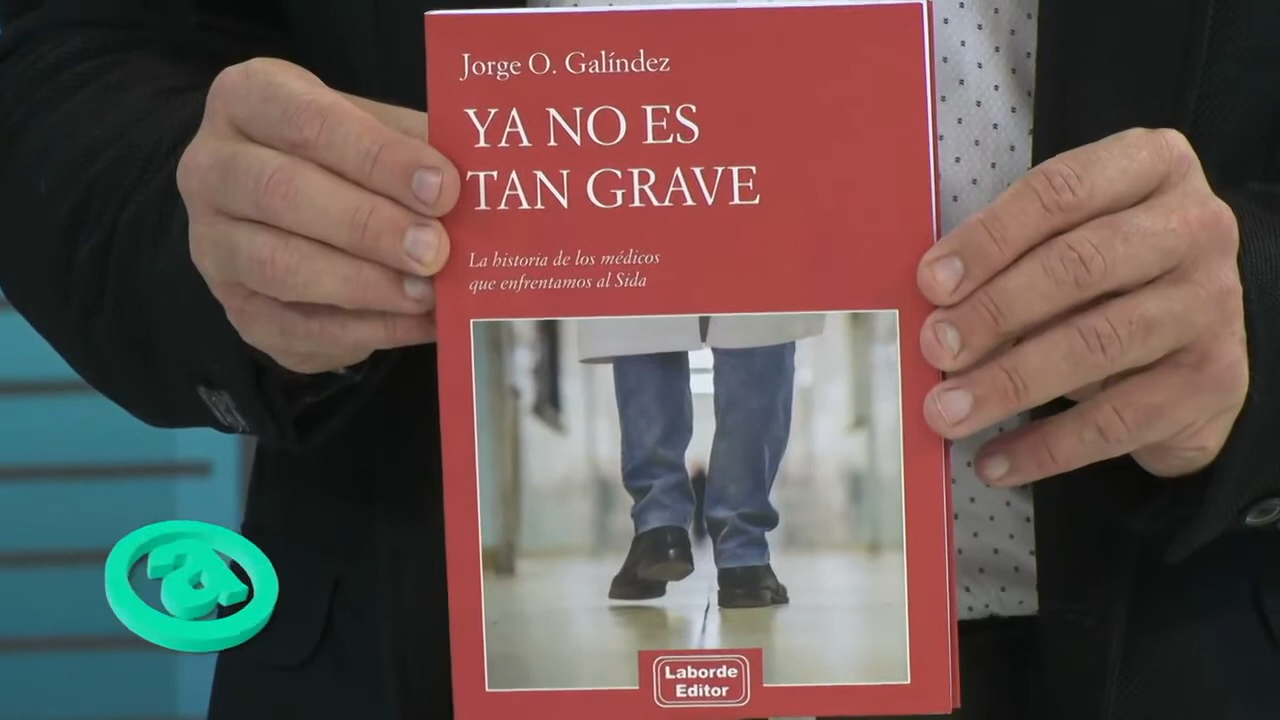 Jorge O. Galíndez
YA NO ES
TAN GRAVE
La historia de los médicos
que enfrentamos al Sida
Laborde
Editor
a